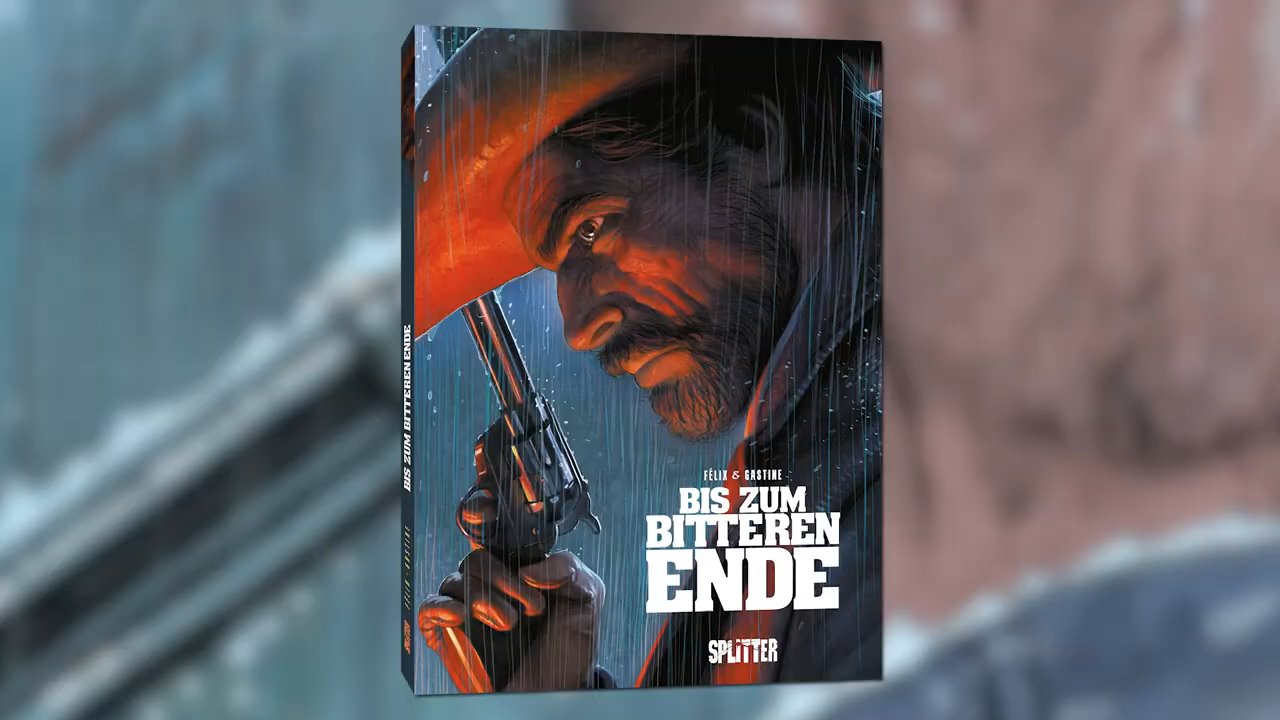 FÉLIX & GASTINE
BIS ZUM
BITTEREN
ENDE
SPLITTER
BIS ZUM BITTEREN ENDE